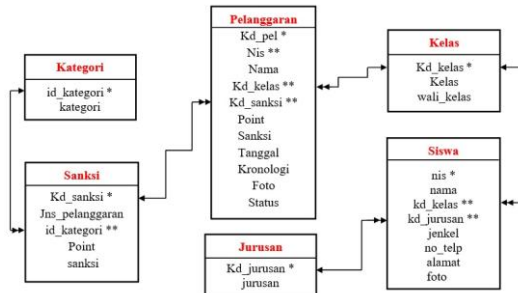 Pelanggaran
Kd_pel *
Nis **
Nama
Kd_kelas **
Kd_sanksi **
Point
Sanksi
Tanggal
Kronologi
Foto
Status
Kategori
id_kategori *
kategori
Sanksi
Kd_sanksi *
Jns_pelanggaran
id_kategori **
Point
sanksi
Kelas
Kd_kelas *
Kelas
wali_kelas
Siswa
nis *
nama
kd_kelas **
kd_jurusan **
jenkel
no_telp
alamat
foto
Jurusan
Kd_jurusan *
jurusan